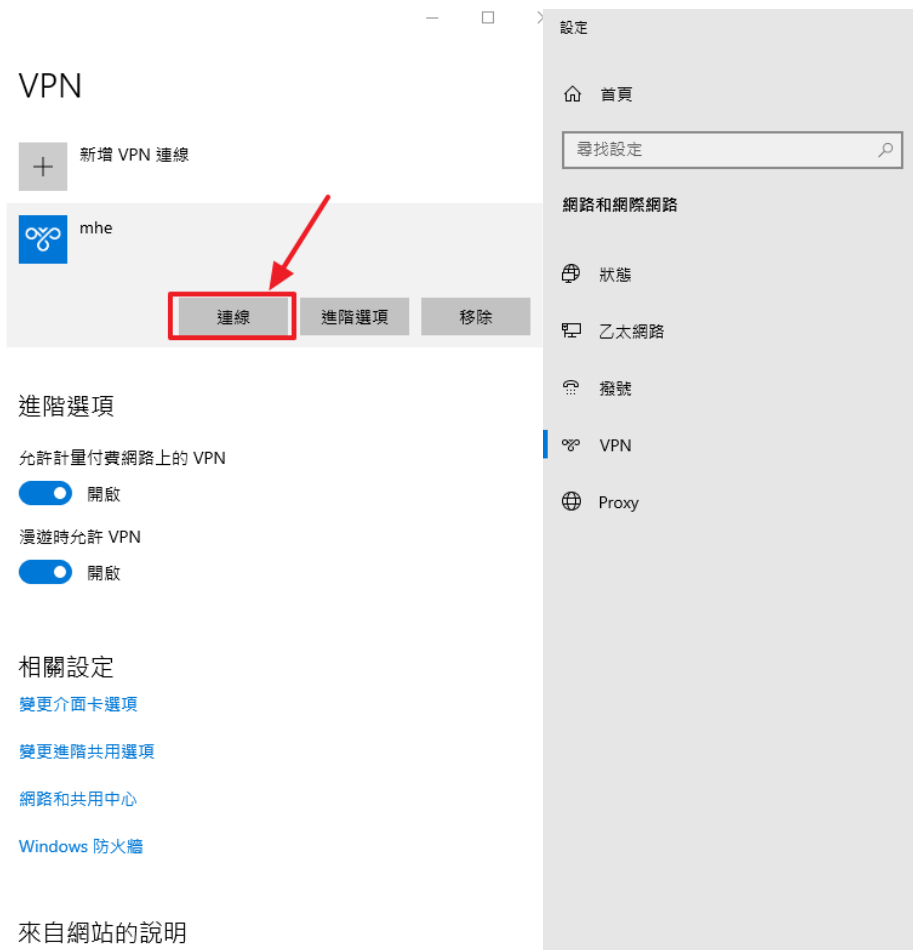 VPN
新增 VPN 連線
mhe
連線
進階選項
移除
進階選項
允許計量付費網路上的 VPN
開啟
漫遊時允許 VPN
開啟
相關設定
變更介面卡選項
變更進階共用選項
網路和共用中心
Windows 防火牆
來自網站的說明
設定
首頁
尋找設定
網路和網際網路
狀態
乙太網路
撥號
VPN
Proxy